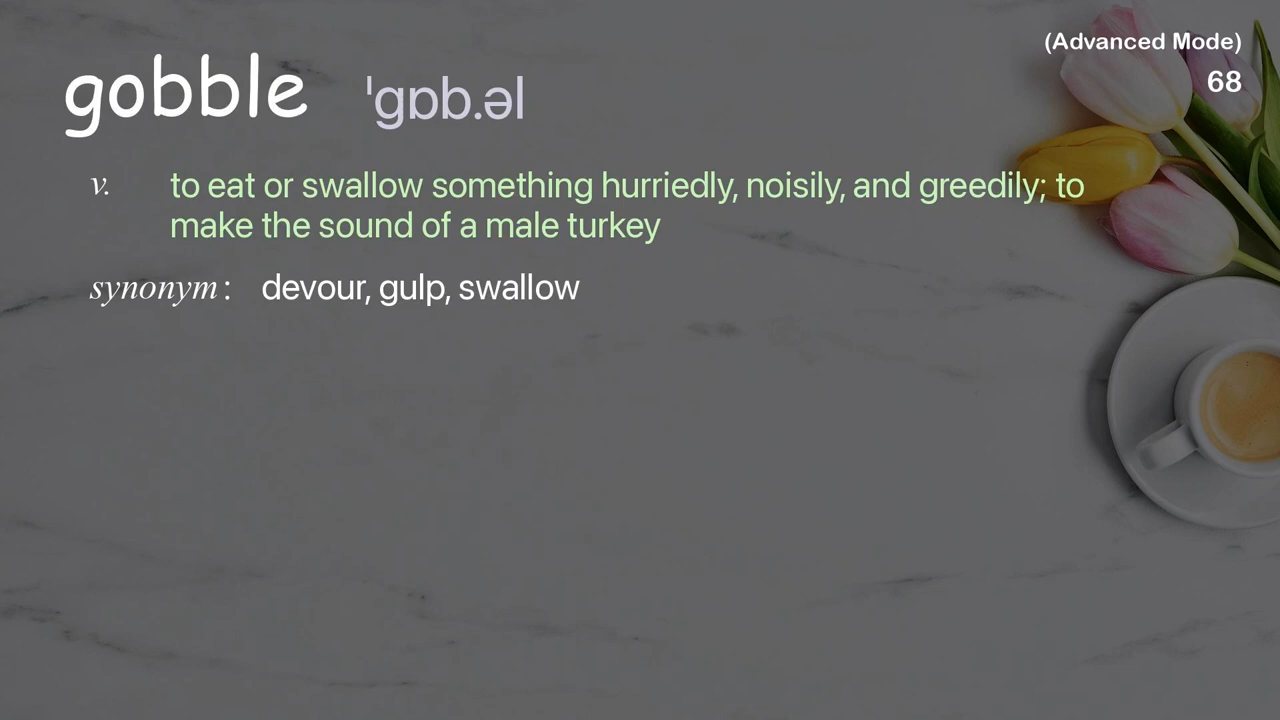 (Advanced Mode)
68
gobble ˈgɒb.əl
v. to eat or swallow something hurriedly, noisily, and greedily; to
make the sound of a male turkey
synonym : devour, gulp, swallow